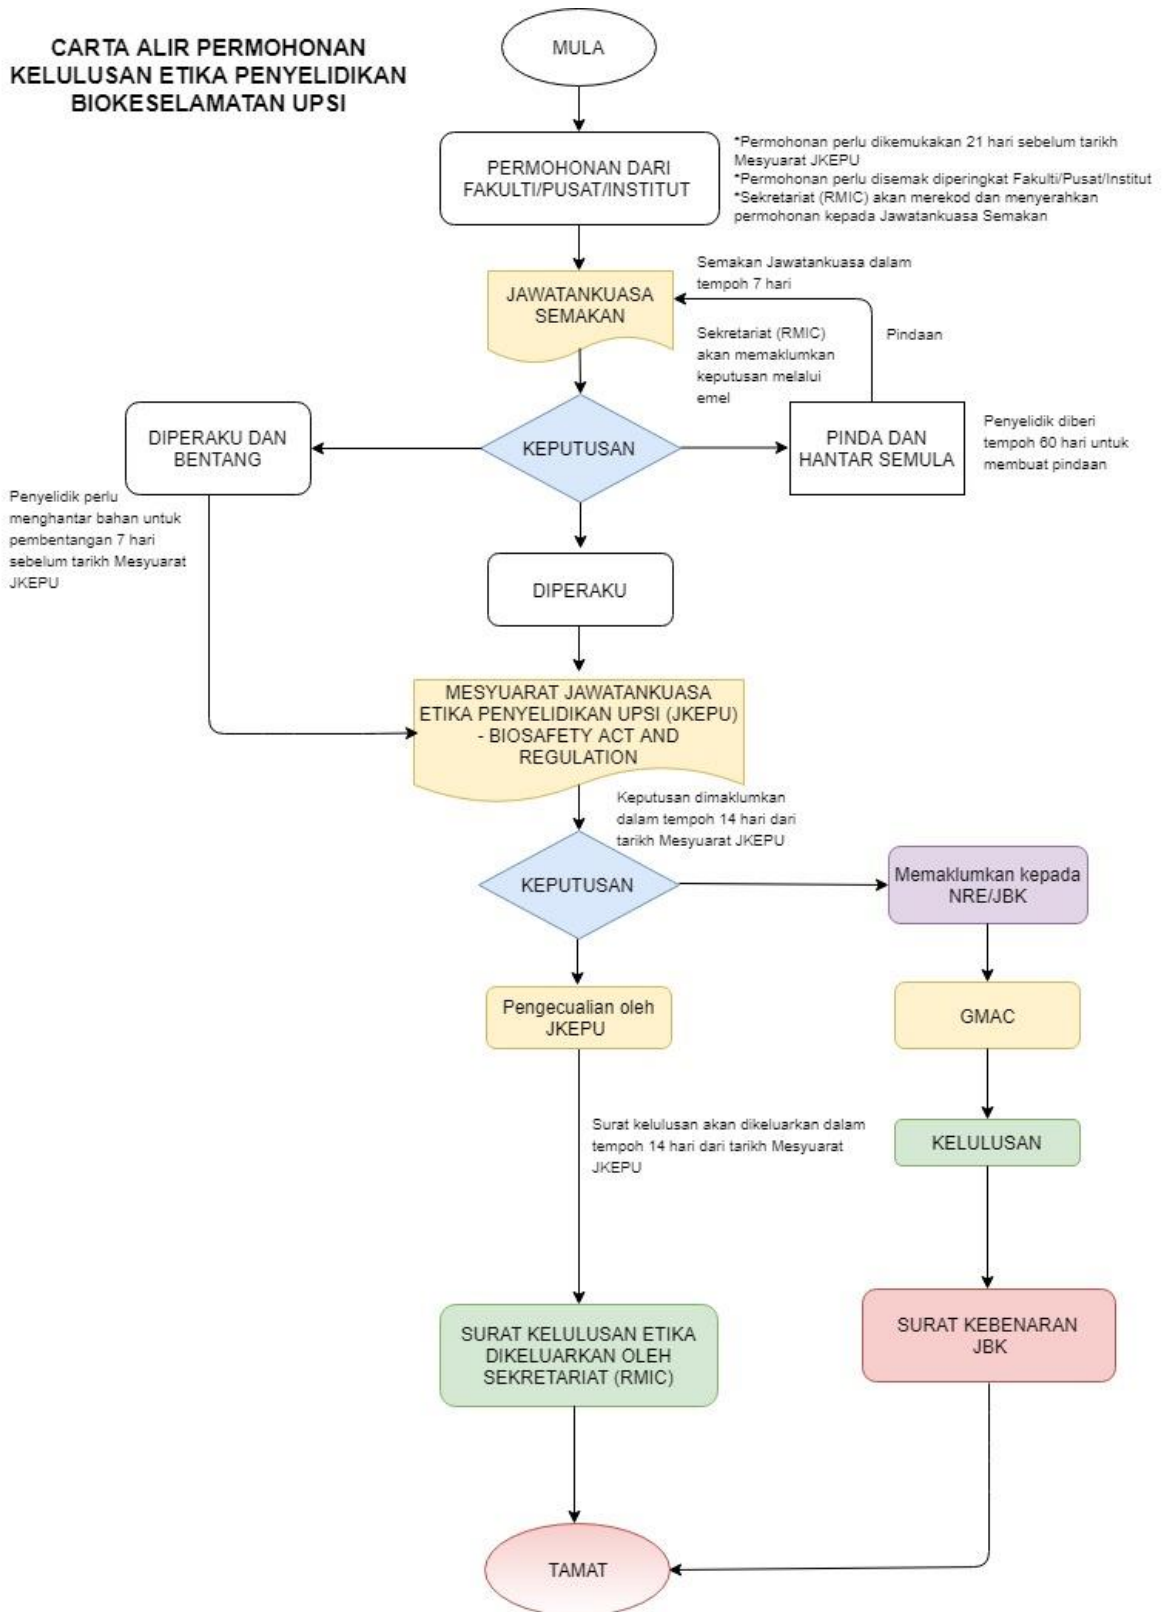 CARTA ALIR PERMOHONAN
KELULUSAN ETIKA PENYELIDIKAN
BIOKESELAMATAN UPSI
MULA
PERMOHONAN DARI
FAKULTI/PUSAT/INSTITUT
*Permohonan perlu dikemukakan 21 hari sebelum tarikh
Mesyuarat JKEPU
*Permohonan perlu disemak diperingkat Fakulti/Pusat/Institut
*Sekretariat (RMIC) akan merekod dan menyerahkan
permohonan kepada Jawatankuasa Semakan
JAWATANKUASA
SEMAKAN
Semakan Jawatankuasa dalam
tempoh 7 hari
Sekretariat (RMIC)
akan memaklumkan
keputusan melalui
emel
Pindaan
DIPERAKU DAN
BENTANG
KEPUTUSAN
PINDA DAN
HANTAR SEMULA
Penyelidik diberi
tempoh 60 hari untuk
membuat pindaan
Penyelidik perlu
menghantar bahan untuk
pembentangan 7 hari
sebelum tarikh Mesyuarat
JKEPU
DIPERAKU
MESYUARAT JAWATANKUASA
ETIKA PENYELIDIKAN UPSI (JKEPU)
- BIOSAFETY ACT AND
REGULATION
Keputusan dimaklumkan
dalam tempoh 14 hari dari
tarikh Mesyuarat JKEPU
KEPUTUSAN
Memaklumkan kepada
NRE/JBK
Pengecualian oleh
JKEPU
GMAC
Surat kelulusan akan dikeluarkan dalam
tempoh 14 hari dari tarikh Mesyuarat
JKEPU
KELULUSAN
SURAT KELULUSAN ETIKA
DIKELUARKAN OLEH
SEKRETARIAT (RMIC)
SURAT KEBENARAN
JBK
TAMAT